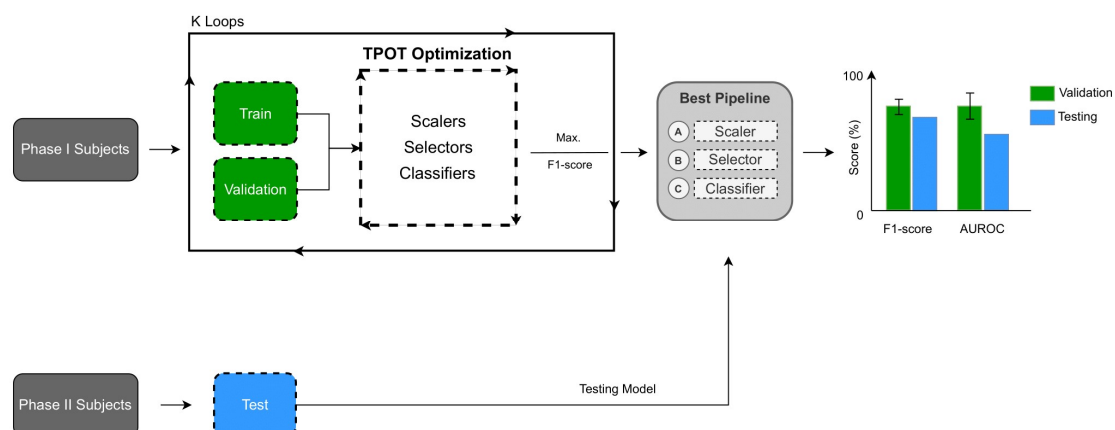 K Loops
TPOT Optimization
Phase I Subjects
Train
Validation
Scalers
Selectors
Classifiers
Max.
F1-score
Best Pipeline
A Scaler
B Selector
C Classifier
100
Score (%)
0
F1-score AUROC
Validation
Testing
Phase II Subjects
Test
Testing Model